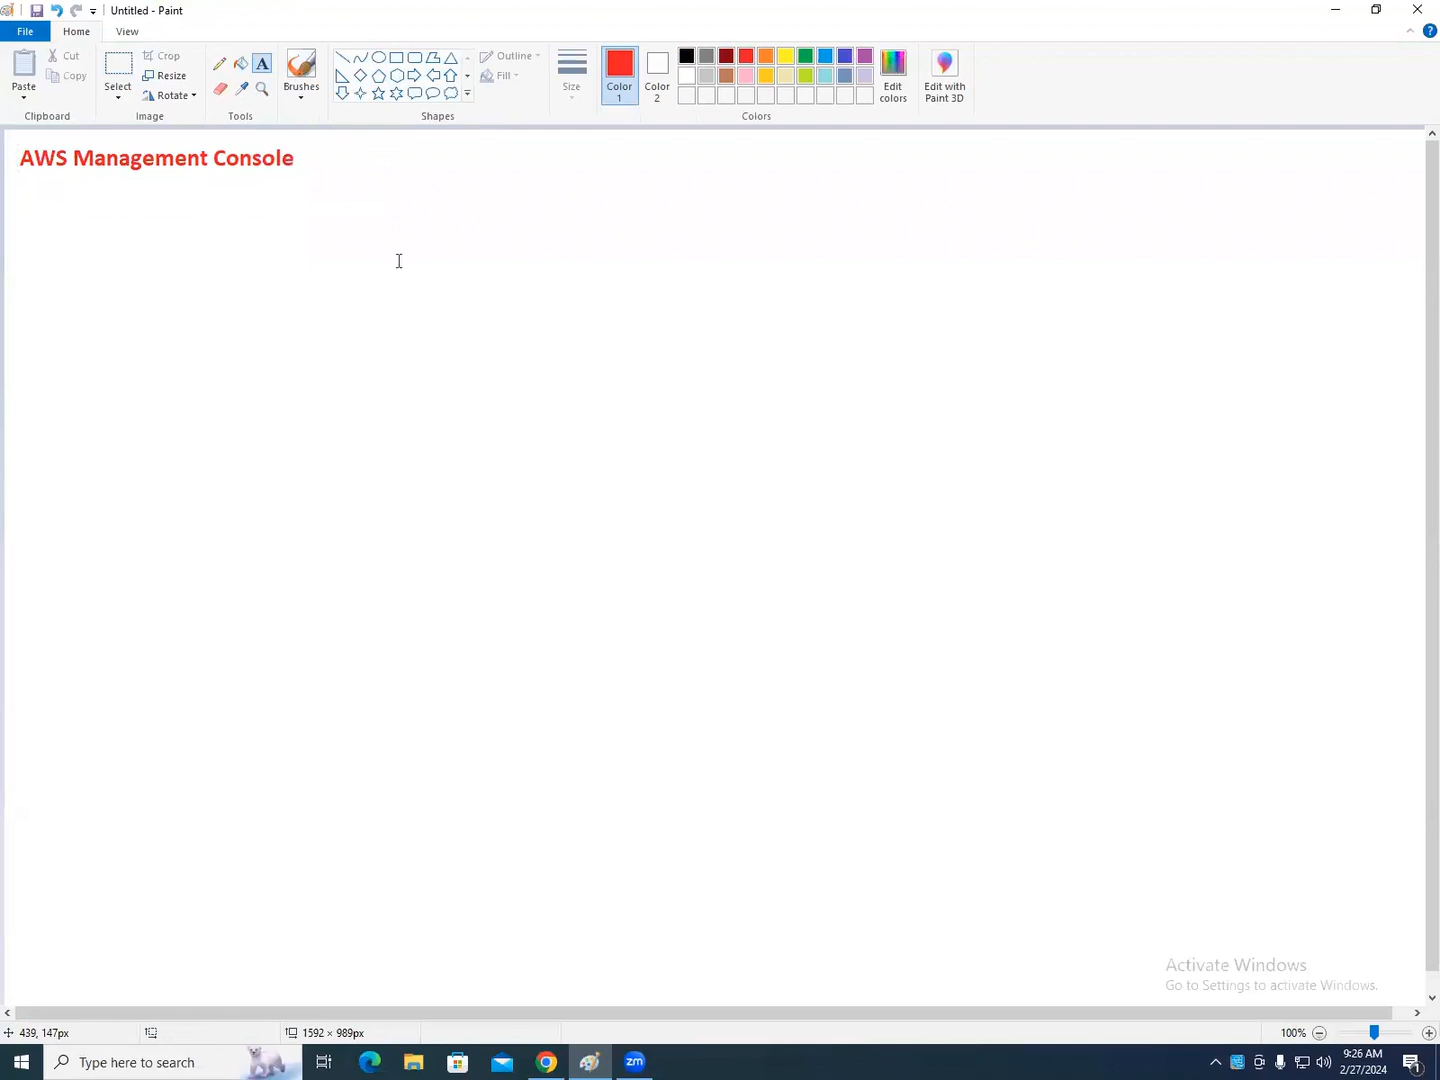 Untitled - Paint
File
Home
View
Paste
Cut
Copy
Clipboard
Select
Crop
Resize
Rotate
Image
Tools
Brushes
Shapes
Outline
Fill
Size
Color
1
Color
2
Edit
colors
Colors
Edit with
Paint 3D
AWS Management Console
Activate Windows
Go to Settings to activate Windows.
439, 147px
1592 × 989px
100%
Type here to search
zm
9:26 AM
2/27/2024
1